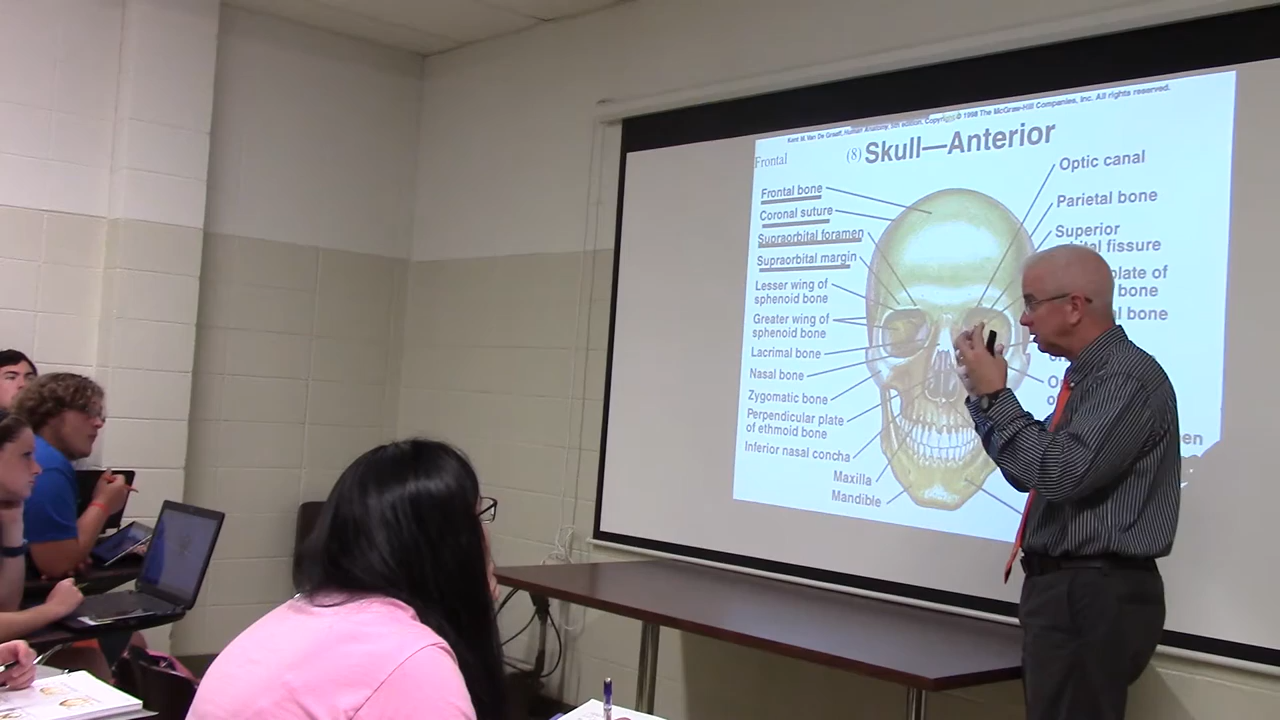 Kent M. Van De Graaff, Human Anatomy, 5th edition, Copyright © 1998 The McGraw-Hill Companies, Inc. All rights reserved.
Frontal
(8) Skull—Anterior
Optic canal
Frontal bone
Parietal bone
Coronal suture
Superior
fissure
Supraorbital foramen
Supraorbital margin
plate of
bone
Lesser wing of
sphenoid bone
bone
Greater wing of
sphenoid bone
Lacrimal bone
Nasal bone
Zygomatic bone
Perpendicular plate
of ethmoid bone
Inferior nasal concha
Maxilla
Mandible